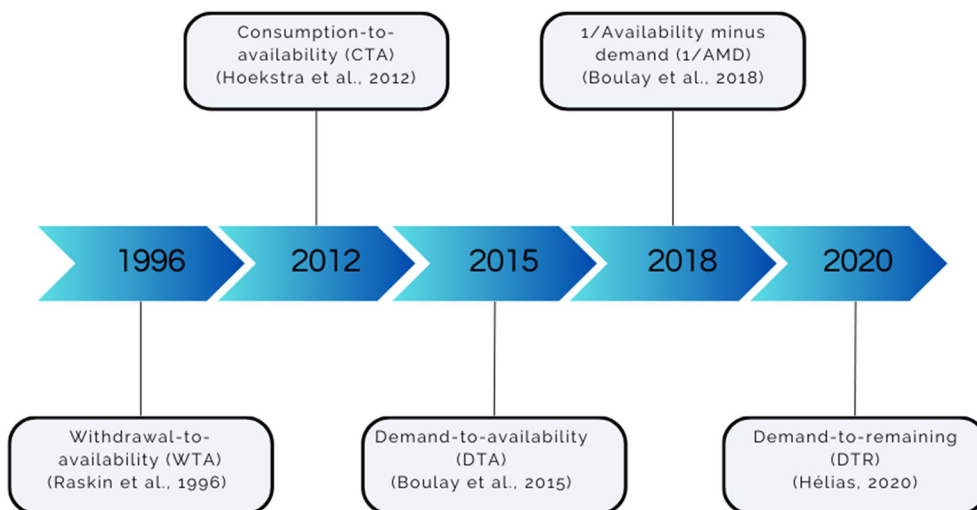 Consumption-to-
availability (CTA)
(Hoekstra et al., 2012)
1/Availability minus
demand (1/AMD)
(Boulay et al., 2018)
1996
2012
2015
2018
2020
Withdrawal-to-
availability (WTA)
(Raskin et al., 1996)
Demand-to-availability
(DTA)
(Boulay et al., 2015)
Demand-to-remaining
(DTR)
(Hélias, 2020)